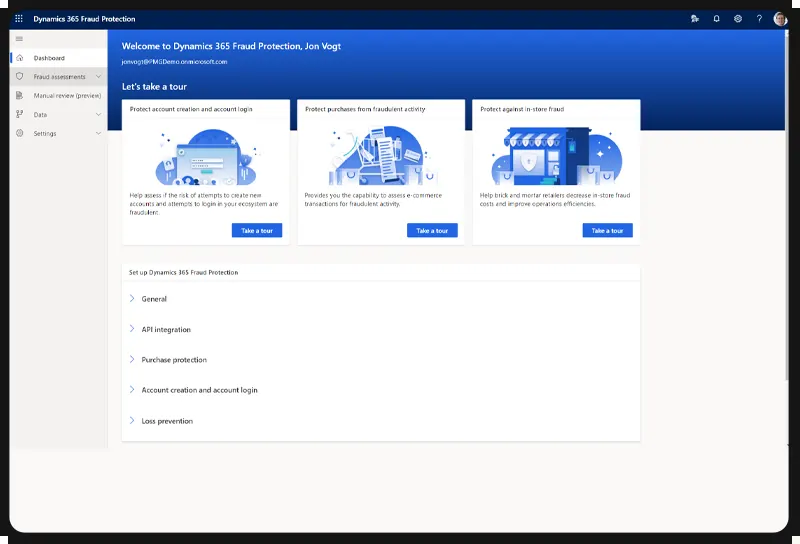 Dynamics 365 Fraud Protection
Dashboard
Fraud assessments
Manual review (preview)
Data
Settings
Welcome to Dynamics 365 Fraud Protection, Jon Vogt
jonvogt@FMGDemo.onmicrosoft.com
Let's take a tour
Protect account creation and account login
Help assess if the risk of attempts to create new
accounts and attempts to login in your ecosystem are
fraudulent.
Take a tour
Protect purchases from fraudulent activity
Provides you the capability to assess e-commerce
transactions for fraudulent activity.
Take a tour
Protect against in-store fraud
Help brick and mortar retailers decrease in-store fraud
costs and improve operations efficiencies.
Take a tour
Set up Dynamics 365 Fraud Protection
General
API integration
Purchase protection
Account creation and account login
Loss prevention